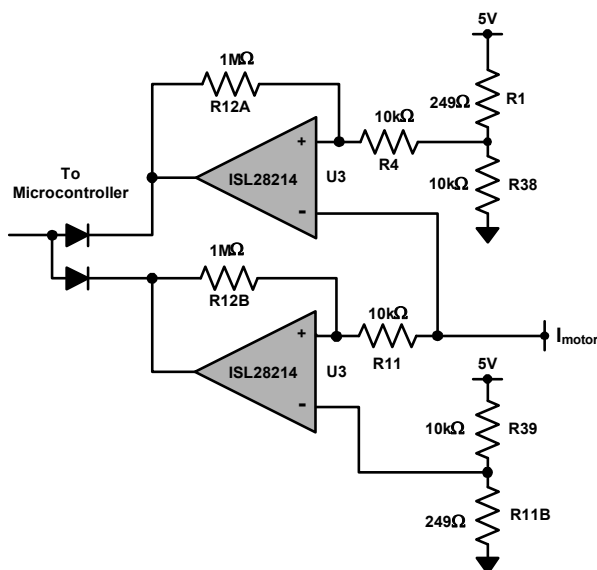 1MΩ
R12A
5V
249Ω
R1
10kΩ
R4
+
ISL28214
U3
-
10kΩ
R38
To
Microcontroller
1MΩ
R12B
10kΩ
R11
Imotor
+
ISL28214
U3
-
5V
10kΩ
R39
249Ω
R11B